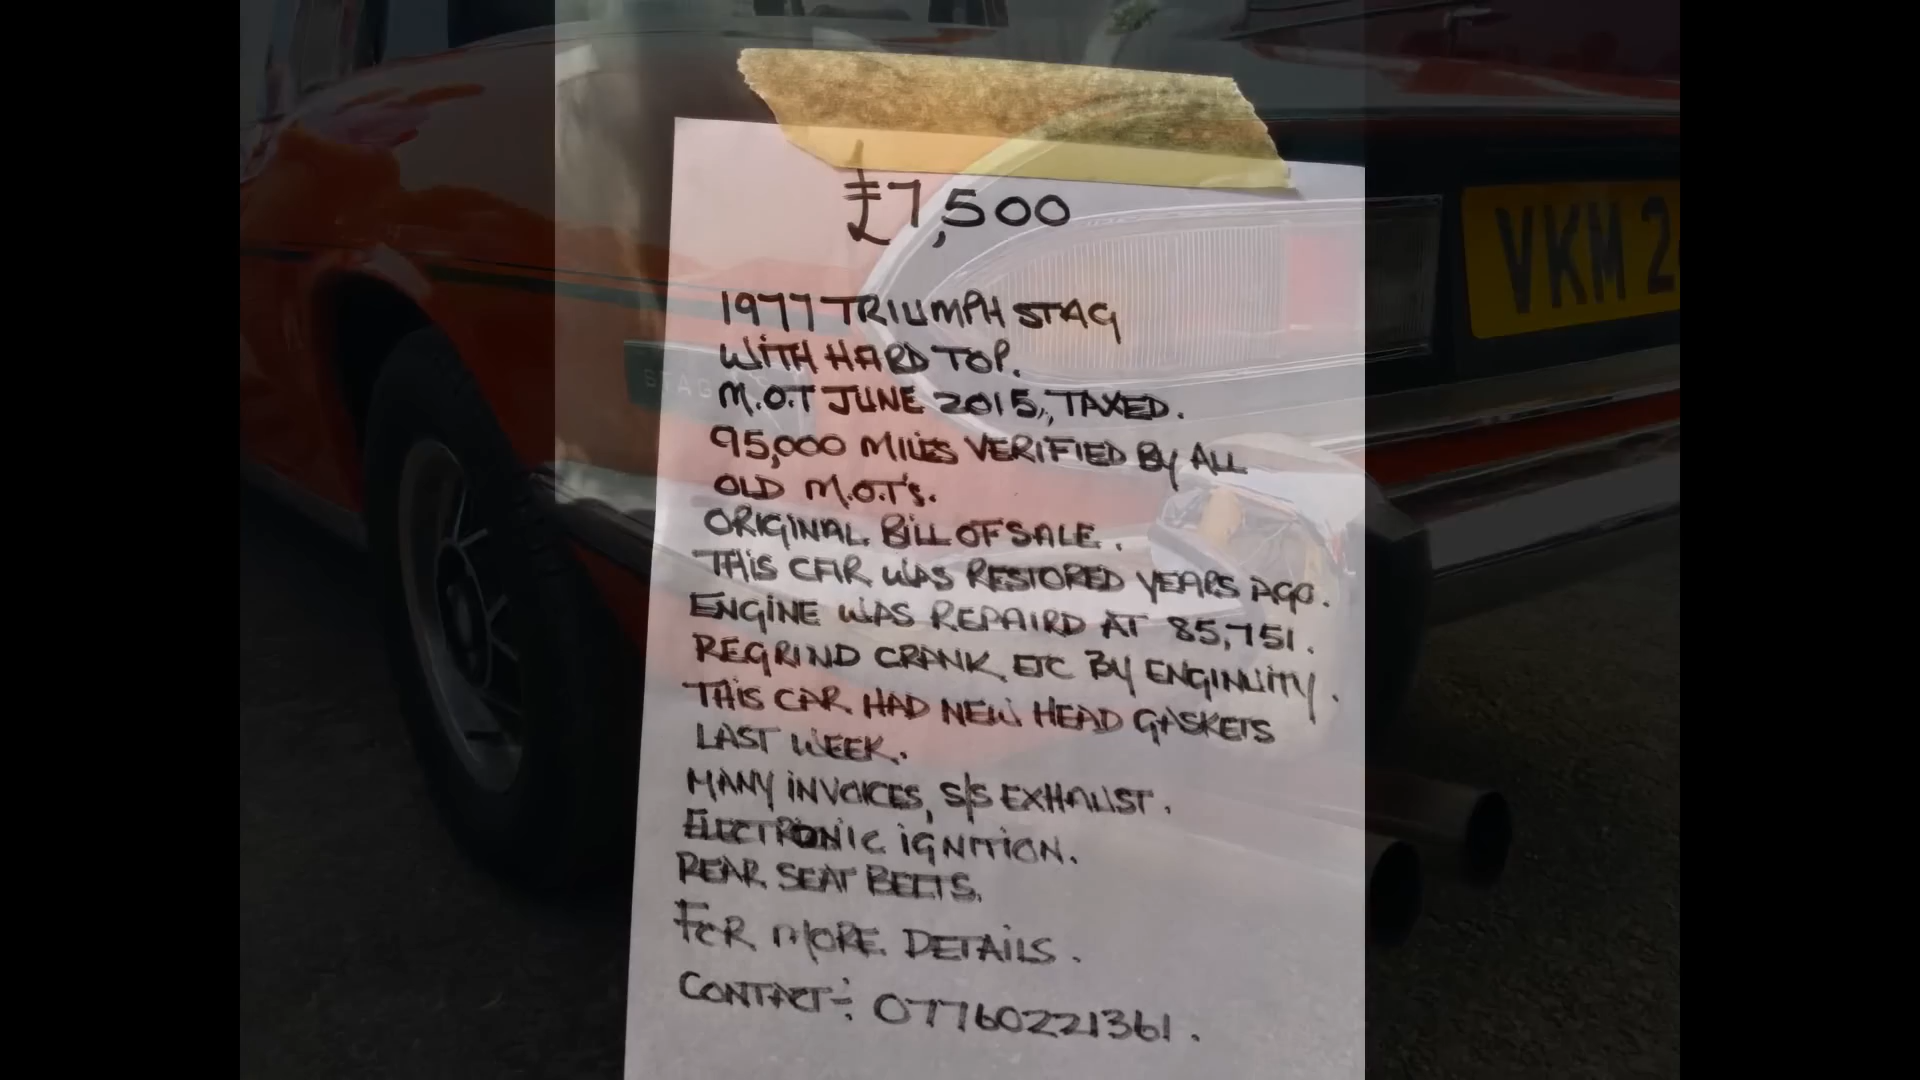 £7,500
1977 TRIUMPH STAG
WITH HARD TOP.
M.O.T JUNE 2015, TAXED.
95,000 MILES VERIFIED BY ALL
OLD M.O.T's.
ORIGINAL BILL OF SALE.
THIS CAR WAS RESTORED YEARS AGO.
ENGINE WAS REPAIRD AT 85,751.
REGRIND CRANK ETC BY ENGINUITY.
THIS CAR HAD NEW HEAD GASKETS
LAST WEEK.
MANY INVOICES, S/S EXHAUST.
ELECTRONIC IGNITION.
REAR SEAT BELTS.
FOR MORE DETAILS.
CONTACT:- 07760221361.
STAG
VKM 2